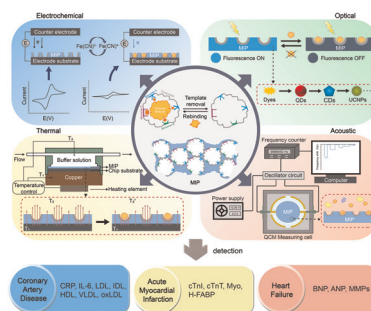 Electrochemical
Counter electrode
Counter electrode
Fe(CN)
Fe(CN)
MIP
Electrode substrate
Electrode substrate
Current
Current
E(V)
E(V)
Optical
MIP
MIP
Fluorescence ON
Fluorescence OFF
Dyes
QDs
CDs
UCNPs
Template
removal
Rebinding
MIP
Thermal
Flow
Buffer solution
MIP
Chip substrate
Copper
Temperature
control
Heating element
Acoustic
Frequency counter
Oscillator circuit
Computer
Power supply
MIP
MIP
QCM Measuring cell
detection
Coronary
Artery
Disease
CRP, IL-6, LDL, IDL,
HDL, VLDL, oxLDL
Acute
Myocardial
Infarction
cTnI, cTnT, Myo,
H-FABP
Heart
Failure
BNP, ANP, MMPs